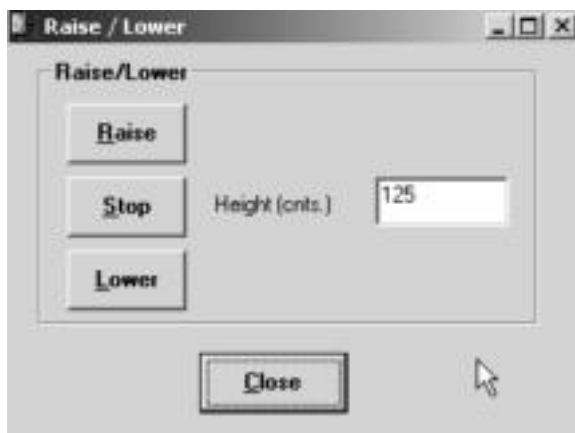 Raise / Lower
Raise/Lower
Raise
Stop
Height (cnts.)
125
Lower
Close